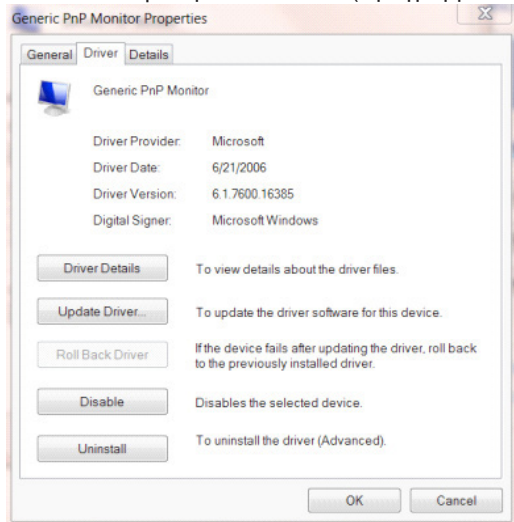 Generic PnP Monitor Properties
General Driver Details
Generic PnP Monitor
Driver Provider: Microsoft
Driver Date: 6/21/2006
Driver Version: 6.1.7600.16385
Digital Signer: Microsoft Windows
Driver Details To view details about the driver files.
Update Driver... To update the driver software for this device.
Roll Back Driver If the device fails after updating the driver, roll back
to the previously installed driver.
Disable Disables the selected device.
Uninstall To uninstall the driver (Advanced).
OK Cancel